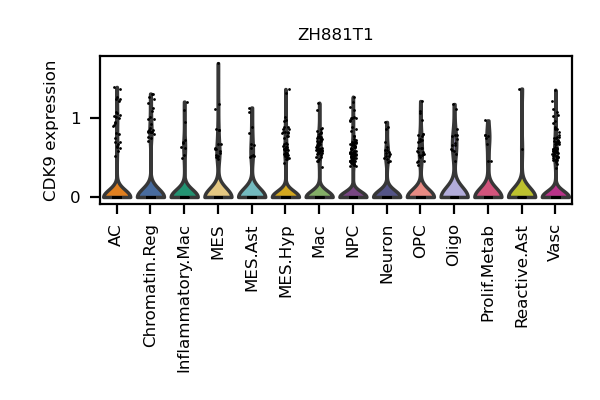 ZH881T1
CDK9 expression
1
0
AC
Chromatin.Reg
Inflammatory.Mac
MES
MES.Ast
MES.Hyp
Mac
NPC
Neuron
OPC
Oligo
Prolif.Metab
Reactive.Ast
Vasc